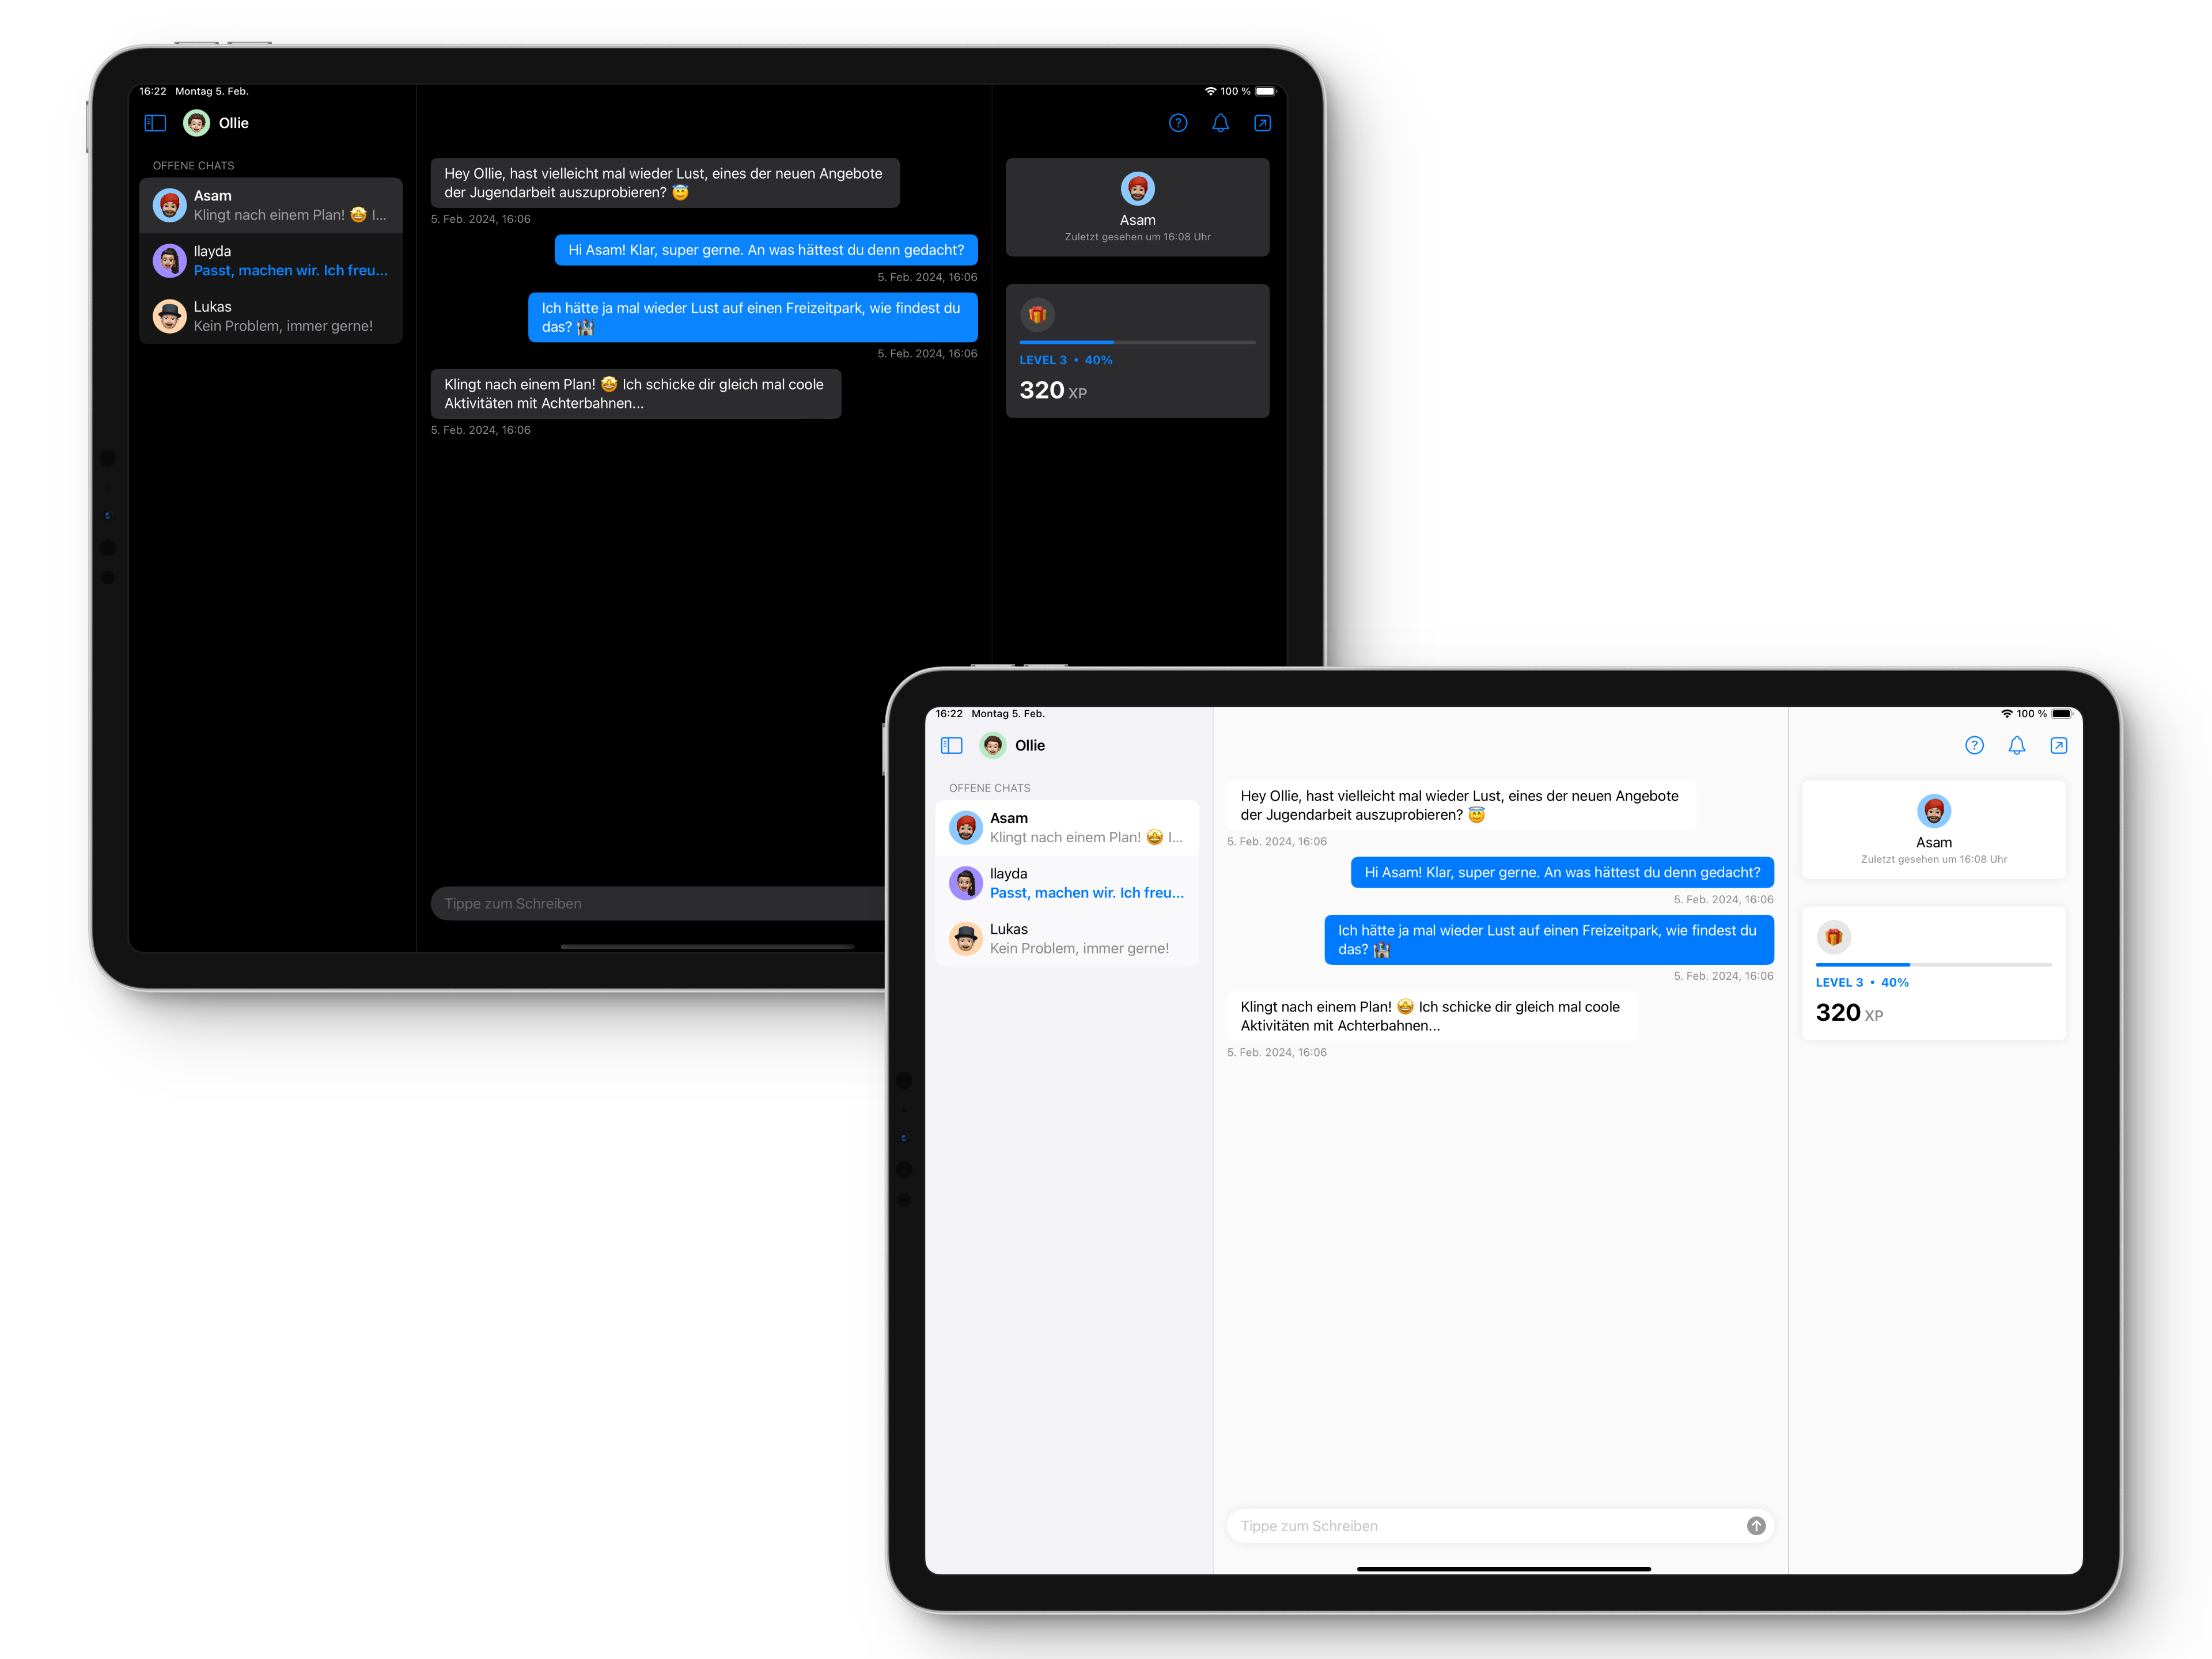 16:22 Montag 5. Feb.
100 %
Ollie
OFFENE CHATS
Asam
Klingt nach einem Plan! 🤩 I...
Ilayda
Passt, machen wir. Ich freu...
Lukas
Kein Problem, immer gerne!
Hey Ollie, hast vielleicht mal wieder Lust, eines der neuen Angebote
der Jugendarbeit auszuprobieren? 😇
5. Feb. 2024, 16:06
Hi Asam! Klar, super gerne. An was hättest du denn gedacht?
5. Feb. 2024, 16:06
Ich hätte ja mal wieder Lust auf einen Freizeitpark, wie findest du
das? 🏰
5. Feb. 2024, 16:06
Klingt nach einem Plan! 🤩 Ich schicke dir gleich mal coole
Aktivitäten mit Achterbahnen...
5. Feb. 2024, 16:06
Tippe zum Schreiben
Asam
Zuletzt gesehen um 16:08 Uhr
LEVEL 3 • 40%
320 XP
16:22 Montag 5. Feb.
100 %
Ollie
OFFENE CHATS
Asam
Klingt nach einem Plan! 🤩 I...
Ilayda
Passt, machen wir. Ich freu...
Lukas
Kein Problem, immer gerne!
Hey Ollie, hast vielleicht mal wieder Lust, eines der neuen Angebote
der Jugendarbeit auszuprobieren? 😇
5. Feb. 2024, 16:06
Hi Asam! Klar, super gerne. An was hättest du denn gedacht?
5. Feb. 2024, 16:06
Ich hätte ja mal wieder Lust auf einen Freizeitpark, wie findest du
das? 🏰
5. Feb. 2024, 16:06
Klingt nach einem Plan! 🤩 Ich schicke dir gleich mal coole
Aktivitäten mit Achterbahnen...
5. Feb. 2024, 16:06
Tippe zum Schreiben
Asam
Zuletzt gesehen um 16:08 Uhr
LEVEL 3 • 40%
320 XP